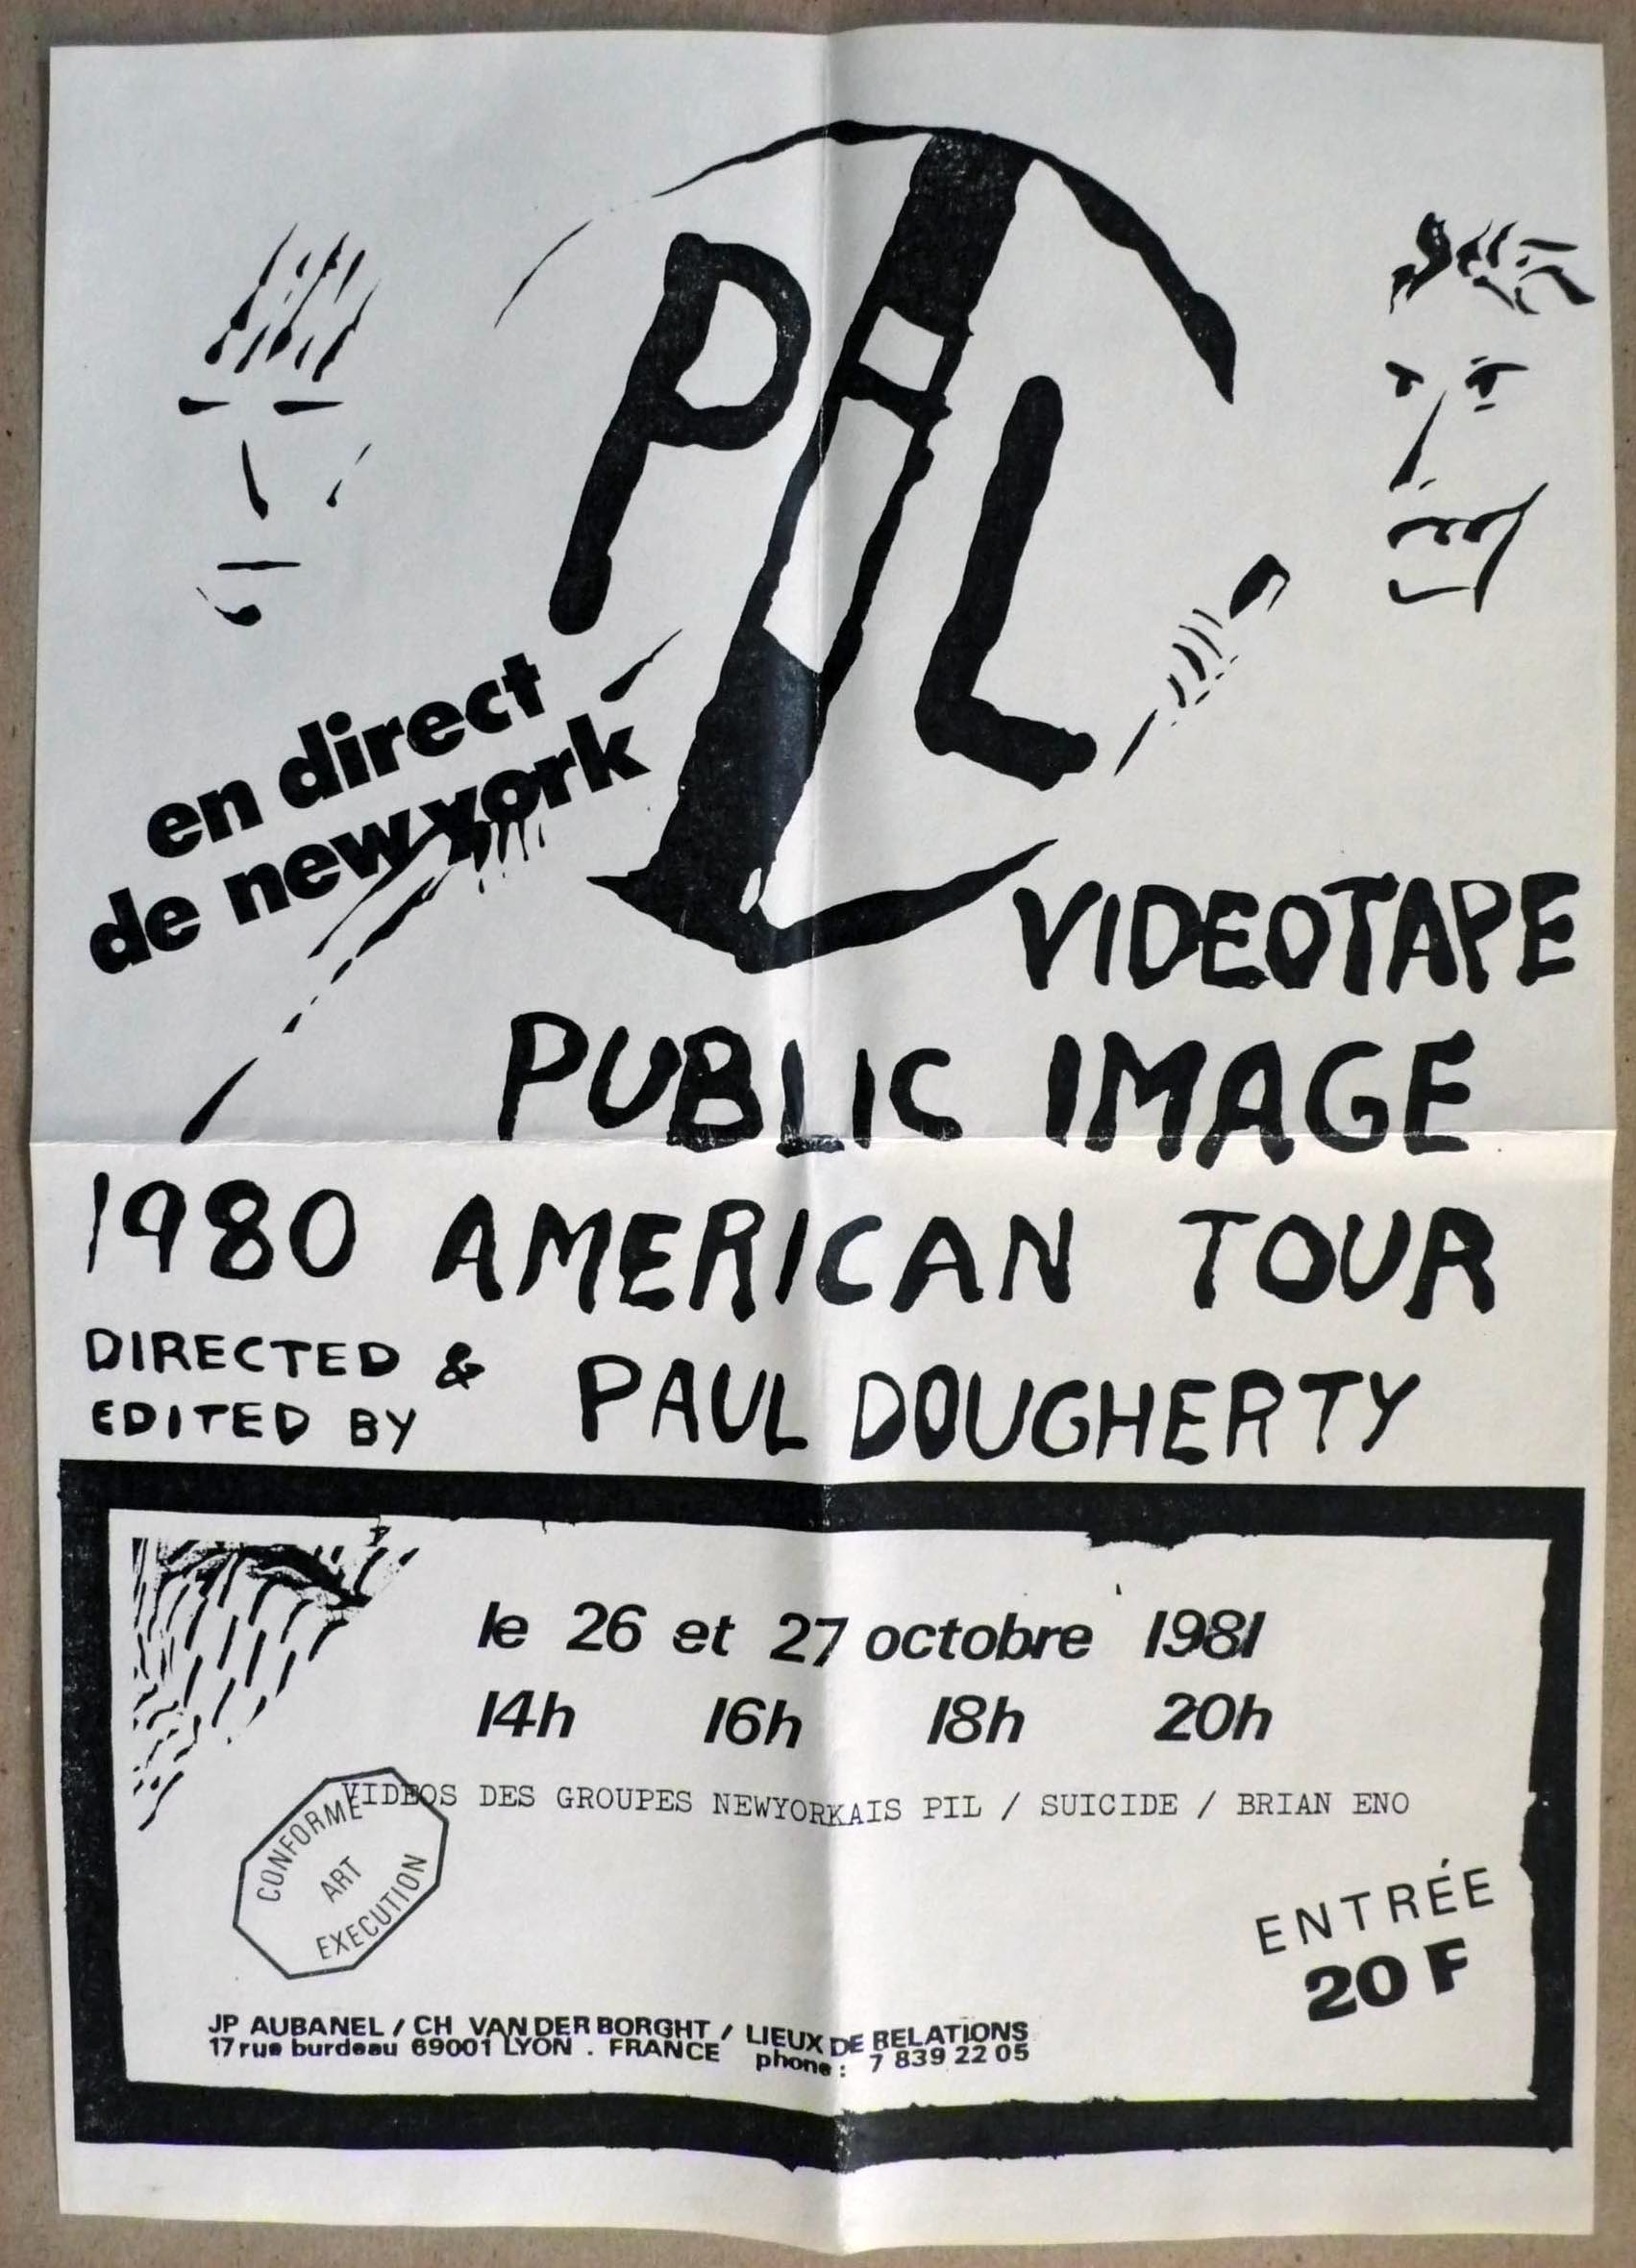 PIL
en direct
de new york
VIDEOTAPE
PUBLIC IMAGE
1980 AMERICAN TOUR
DIRECTED &
EDITED BY PAUL DOUGHERTY
le 26 et 27 octobre 1981
14h 16h 18h 20h
VIDEOS DES GROUPES NEWYORKAIS PIL / SUICIDE / BRIAN ENO
CONFORME
ART
EXECUTION
ENTRÉE
20 F
JP AUBANEL / CH VAN DER BORGHT / LIEUX DE RELATIONS
17 rue burdeau 69001 LYON . FRANCE phone : 7 839 22 05